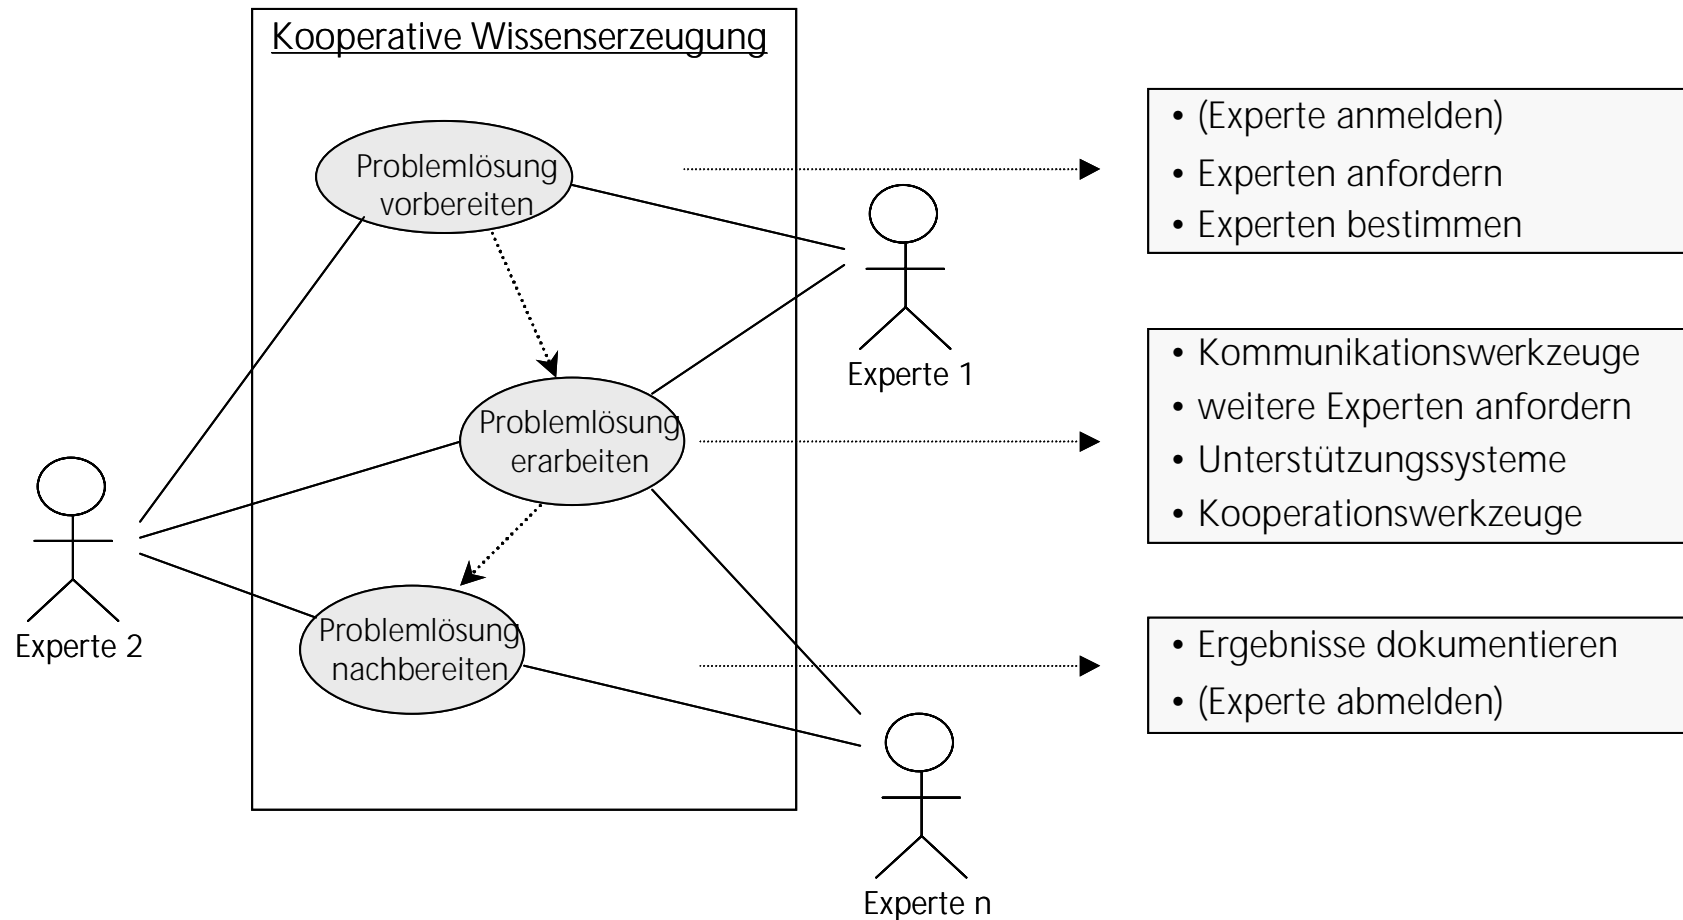 Kooperative Wissenserzeugung
Problemlösung
vorbereiten
Problemlösung
erarbeiten
Problemlösung
nachbereiten
Experte 2
Experte 1
Experte n
• (Experte anmelden)
• Experten anfordern
• Experten bestimmen
• Kommunikationswerkzeuge
• weitere Experten anfordern
• Unterstützungssysteme
• Kooperationswerkzeuge
• Ergebnisse dokumentieren
• (Experte abmelden)